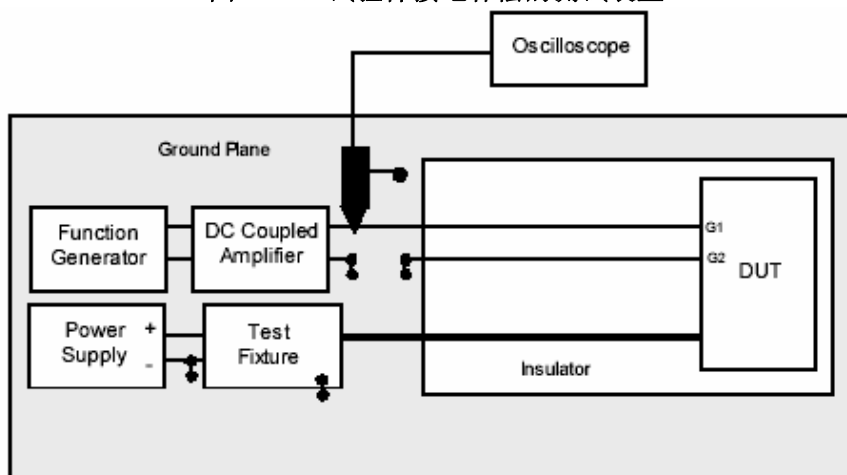 Oscilloscope
Ground Plane
Function
Generator
DC Coupled
Amplifier
G1
G2
DUT
Power
Supply
+
-
Test
Fixture
Insulator